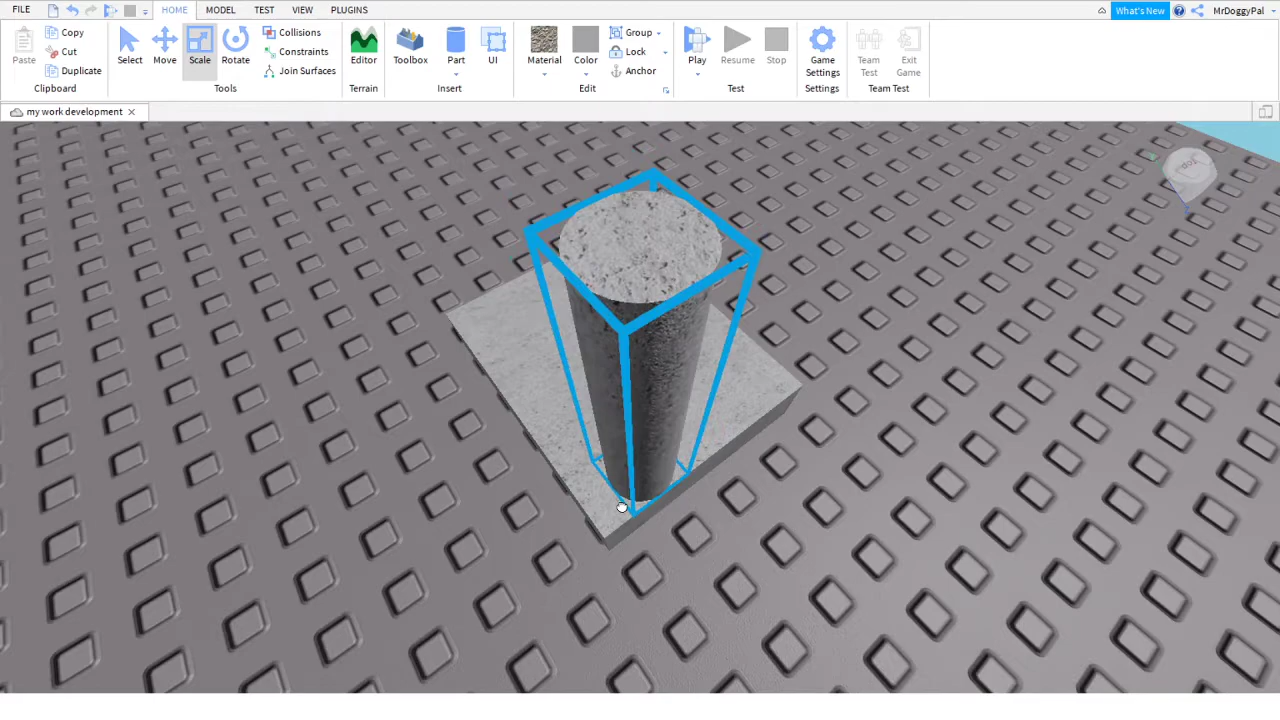 FILE HOME MODEL TEST VIEW PLUGINS What's New MrDoggyPal
Copy Collisions Group
Cut Constraints Lock
Duplicate Join Surfaces Anchor
Paste Select Move Scale Rotate Editor Toolbox Part UI Material Color Play Resume Stop Game Settings Team Test Exit Game
Clipboard Tools Terrain Insert Edit Test Settings Team Test
my work development
TOP